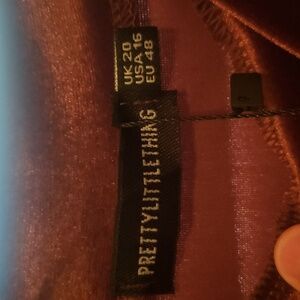 UK 20
USA 16
EU 48
PRETTYLITTLETHING